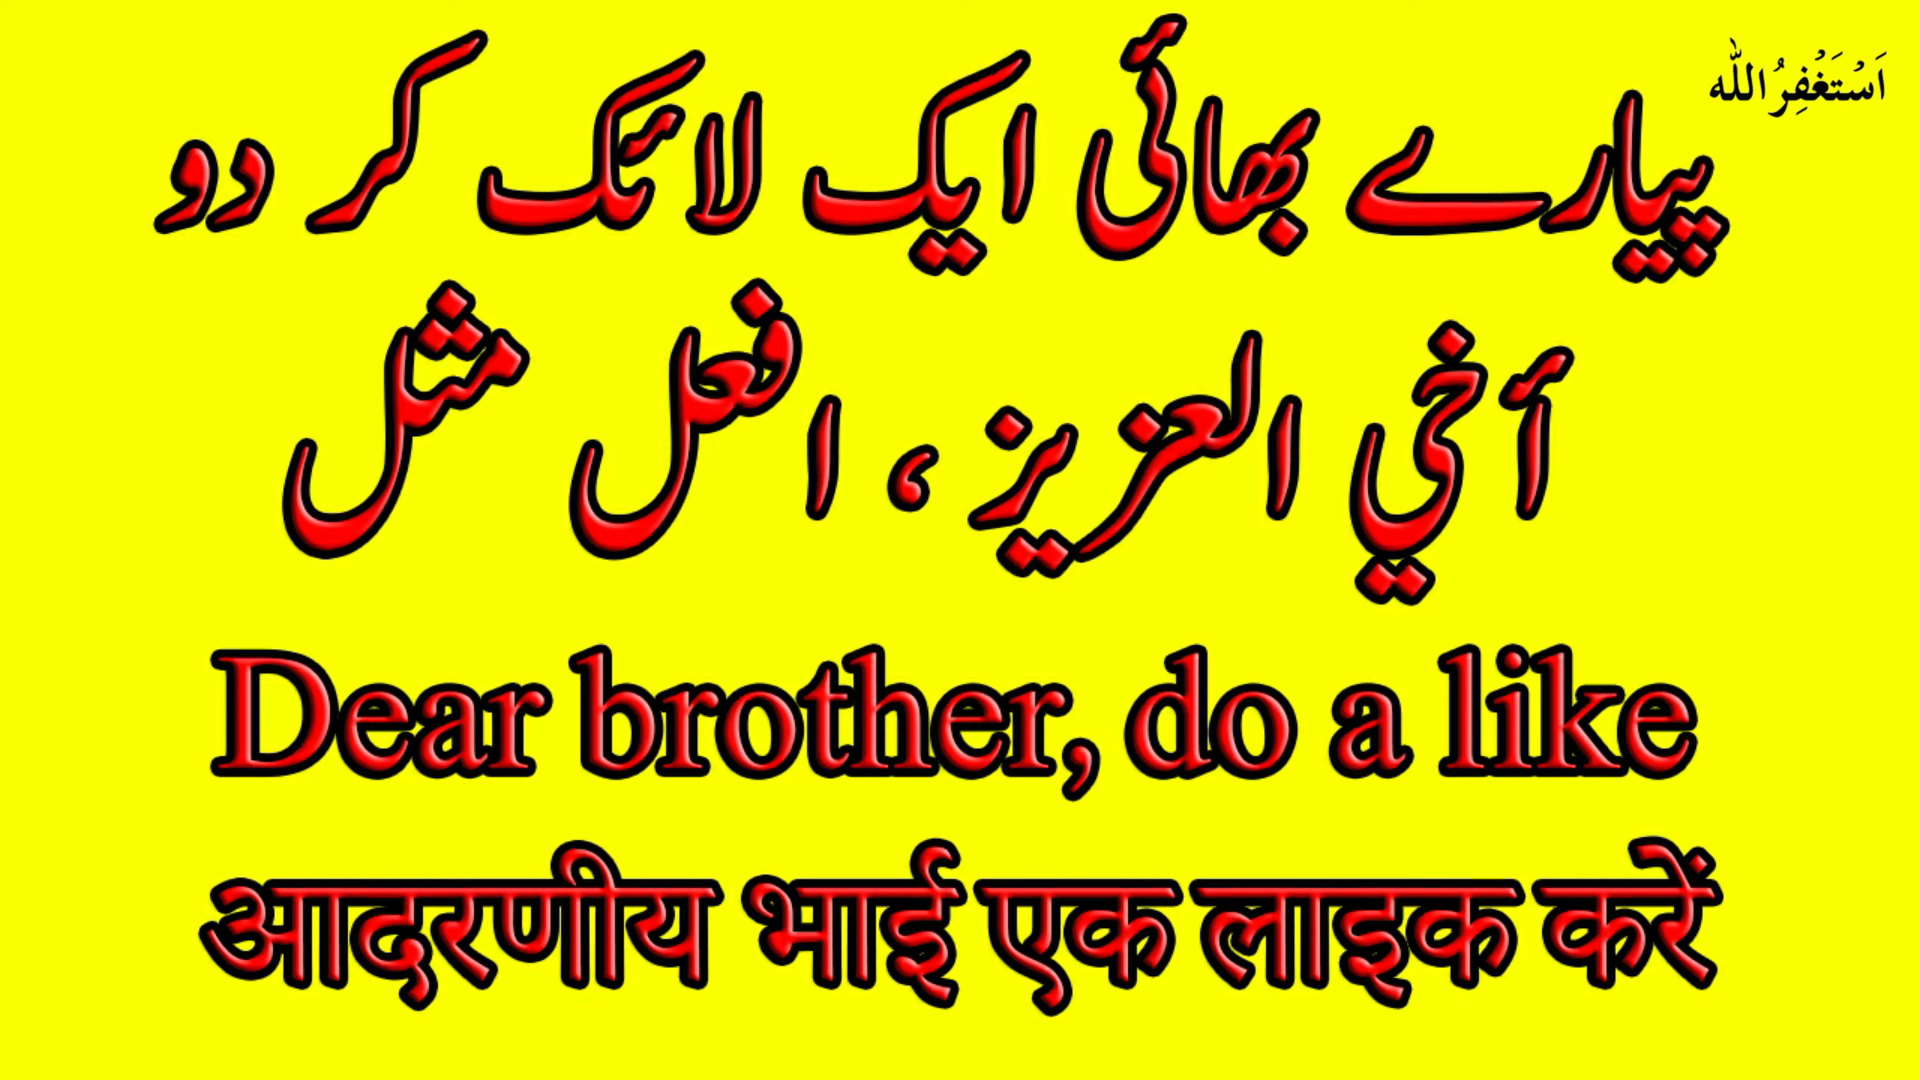 اَسْتَغْفِرُاللّٰه
پیارے بھائی ایک لائک کر دو
أخي العزيز ، افعل مثل
Dear brother, do a like
आदरणीय भाई एक लाइक करें